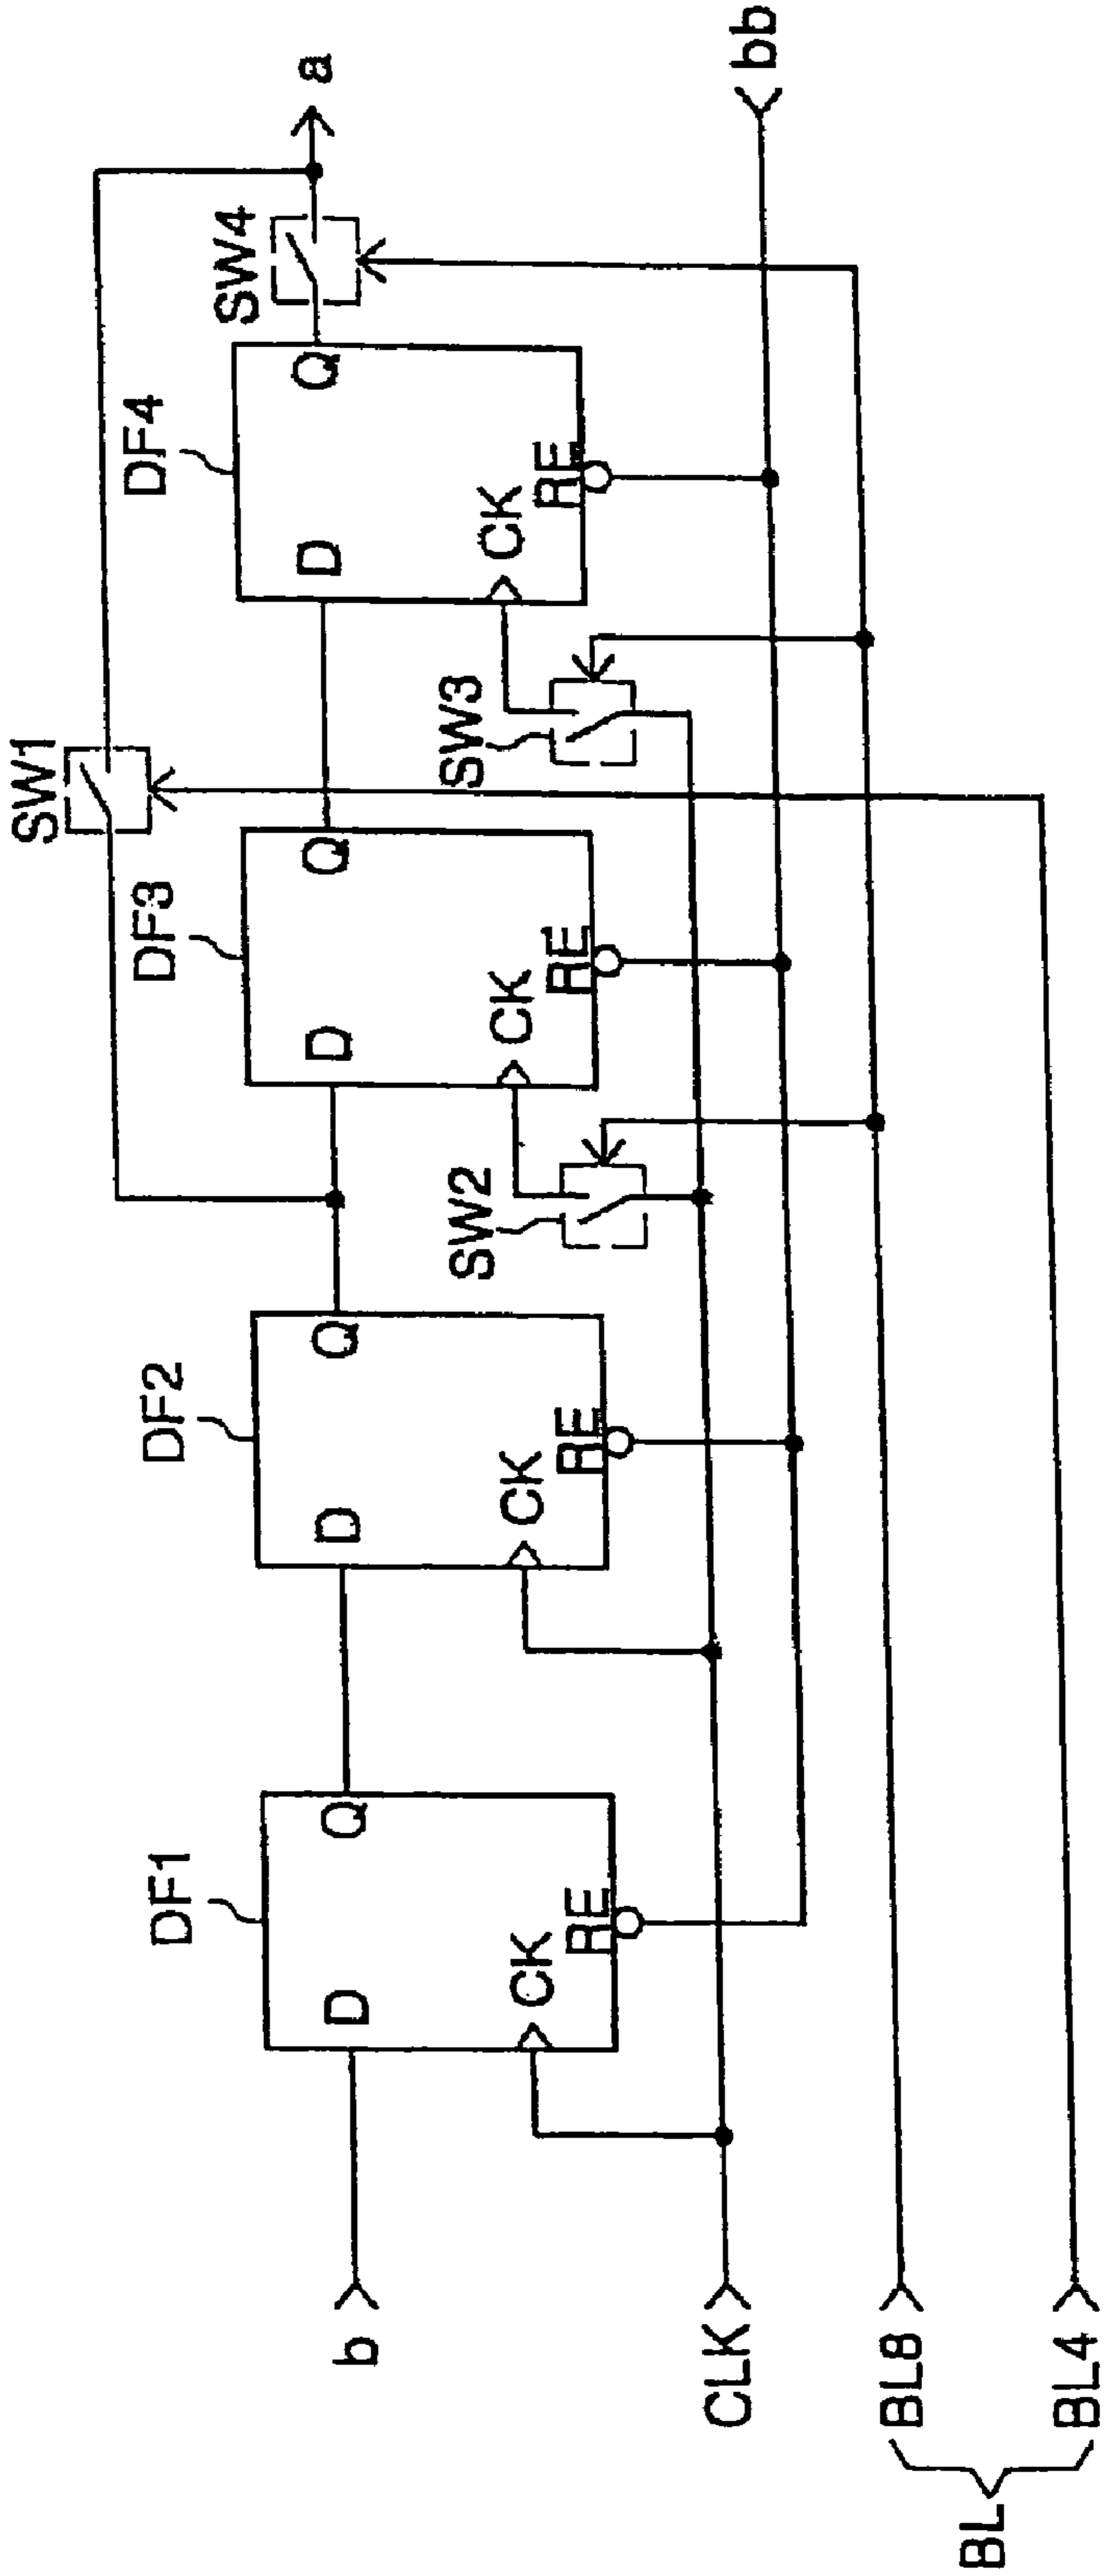 SW1
a
DF1
DF2
DF3
DF4
SW4
b
D
Q
D
Q
D
Q
D
Q
CK
RE
CK
RE
SW2
CK
RE
SW3
CK
RE
CLK
bb
BL8
BL
BL4